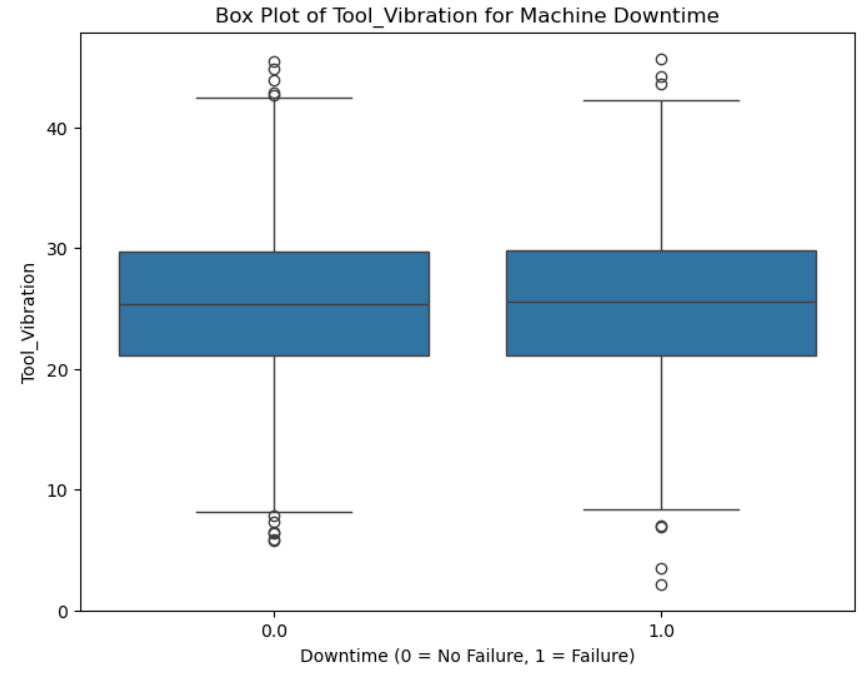 Box Plot of Tool_Vibration for Machine Downtime
Tool_Vibration
40
30
20
10
0
0.0
1.0
Downtime (0 = No Failure, 1 = Failure)